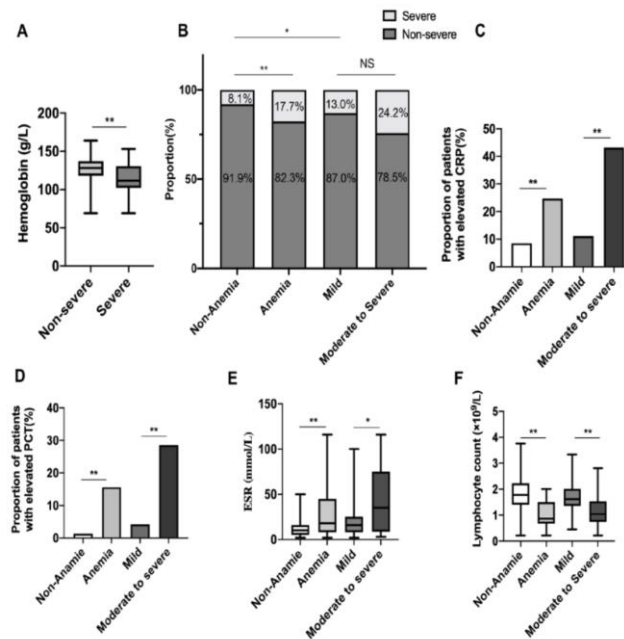 Severe
Non-severe
A
Hemoglobin (g/L)
200
150
100
50
0
**
Non-severe
Severe
B
Proportion(%)
100
50
0
*
**
NS
8.1%
17.7%
13.0%
24.2%
91.9%
82.3%
87.0%
78.5%
Non-Anemia
Anemia
Mild
Moderate to Severe
C
Proportion of patients
with elevated CRP(%)
50
40
30
20
10
0
**
**
Non-Anamie
Anemia
Mild
Moderate to severe
D
Proportion of patients
with elevated PCT(%)
40
30
20
10
0
**
**
Non-Anamie
Anemia
Mild
Moderate to severe
E
ESR (mmol/L)
150
100
50
0
**
*
Non-Anamie
Anemia
Mild
Moderate to severe
F
Lymphocyte count (×10⁹/L)
5
4
3
2
1
0
**
**
Non-Anamie
Anemia
Mild
Moderate to Severe